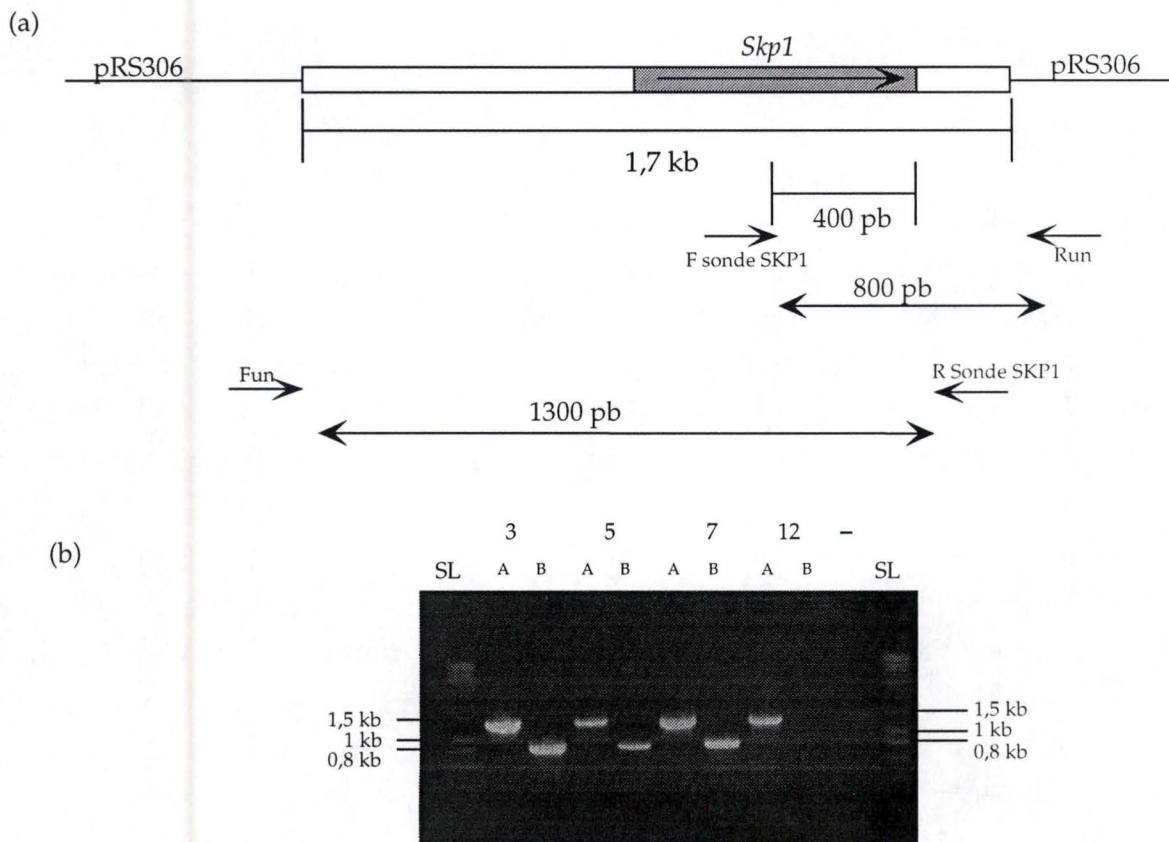 (a)
Skp1
pRS306 pRS306
1,7 kb
400 pb
F sonde SKP1 Run
800 pb
Fun R Sonde SKP1
1300 pb
(b)
3 5 7 12 –
SL A B A B A B A B SL
1,5 kb 1,5 kb
1 kb 1 kb
0,8 kb 0,8 kb